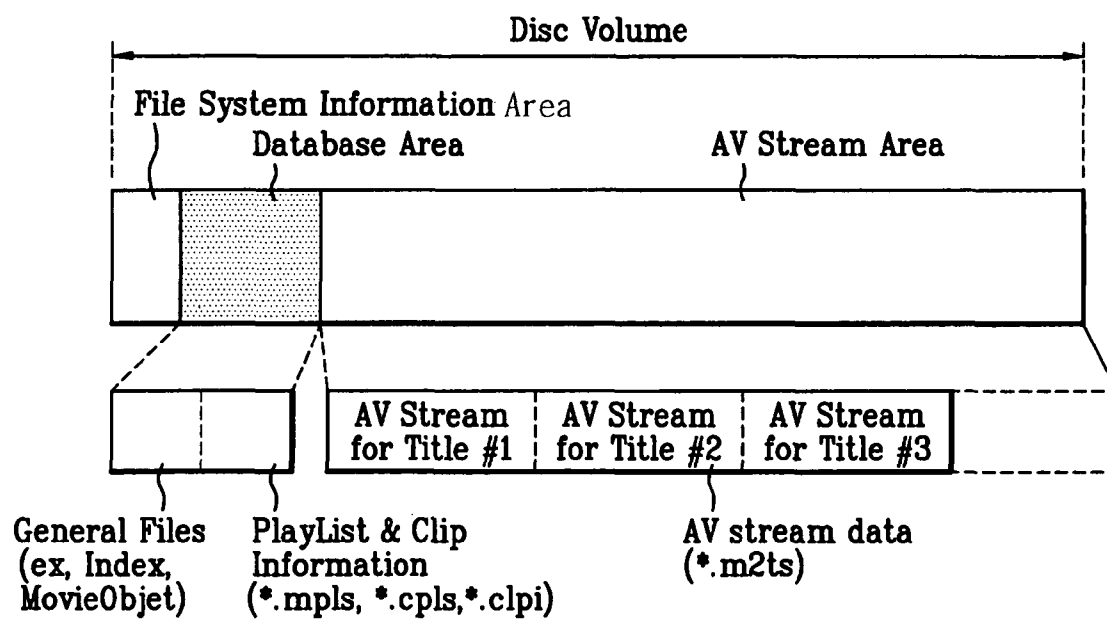 Disc Volume
File System Information Area
Database Area
AV Stream Area
AV Stream
for Title #1
AV Stream
for Title #2
AV Stream
for Title #3
General Files
(ex, Index,
MovieObjet)
PlayList & Clip
Information
(*.mpls, *.cpls,*.clpi)
AV stream data
(*.m2ts)